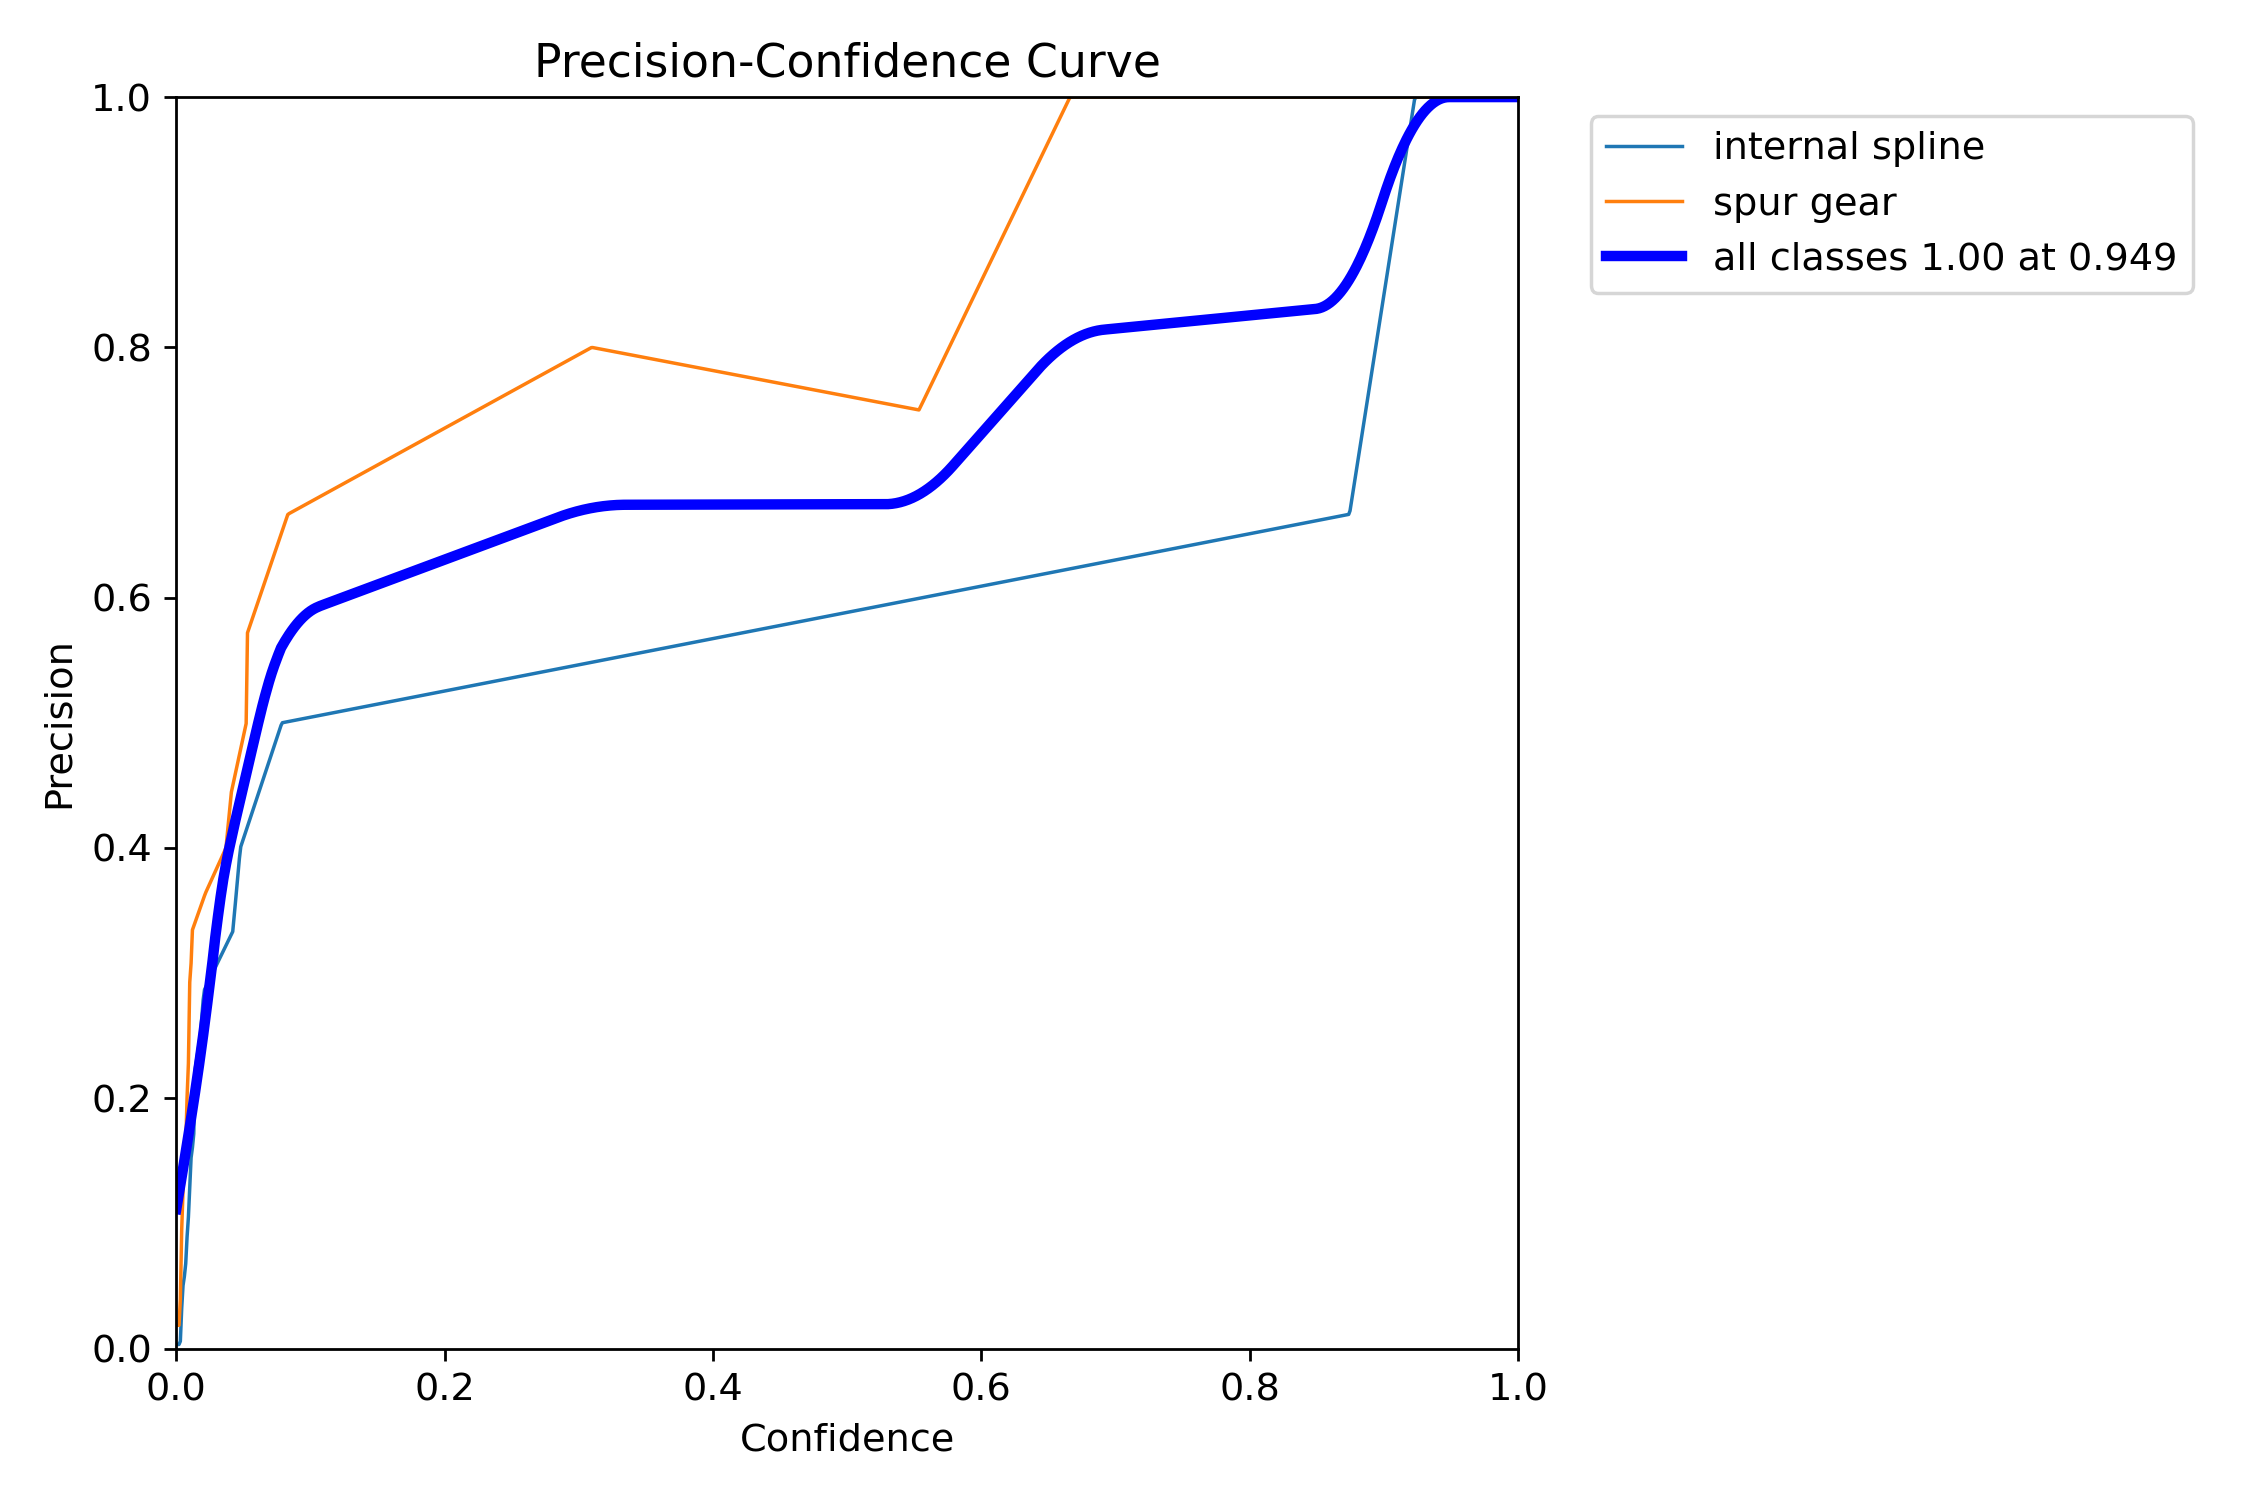 Precision-Confidence Curve
1.0
0.8
0.6
0.4
0.2
0.0
Precision
0.0 0.2 0.4 0.6 0.8 1.0
Confidence
internal spline
spur gear
all classes 1.00 at 0.949